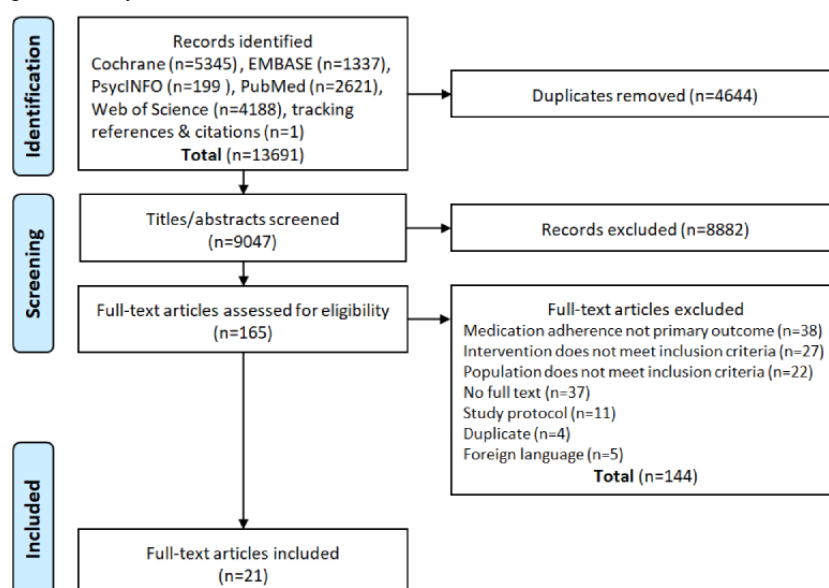 Identification
Records identified
Cochrane (n=5345), EMBASE (n=1337),
PsycINFO (n=199 ), PubMed (n=2621),
Web of Science (n=4188), tracking
references & citations (n=1)
Total (n=13691)
Duplicates removed (n=4644)
Screening
Titles/abstracts screened
(n=9047)
Records excluded (n=8882)
Full-text articles assessed for eligibility
(n=165)
Full-text articles excluded
Medication adherence not primary outcome (n=38)
Intervention does not meet inclusion criteria (n=27)
Population does not meet inclusion criteria (n=22)
No full text (n=37)
Study protocol (n=11)
Duplicate (n=4)
Foreign language (n=5)
Total (n=144)
Included
Full-text articles included
(n=21)